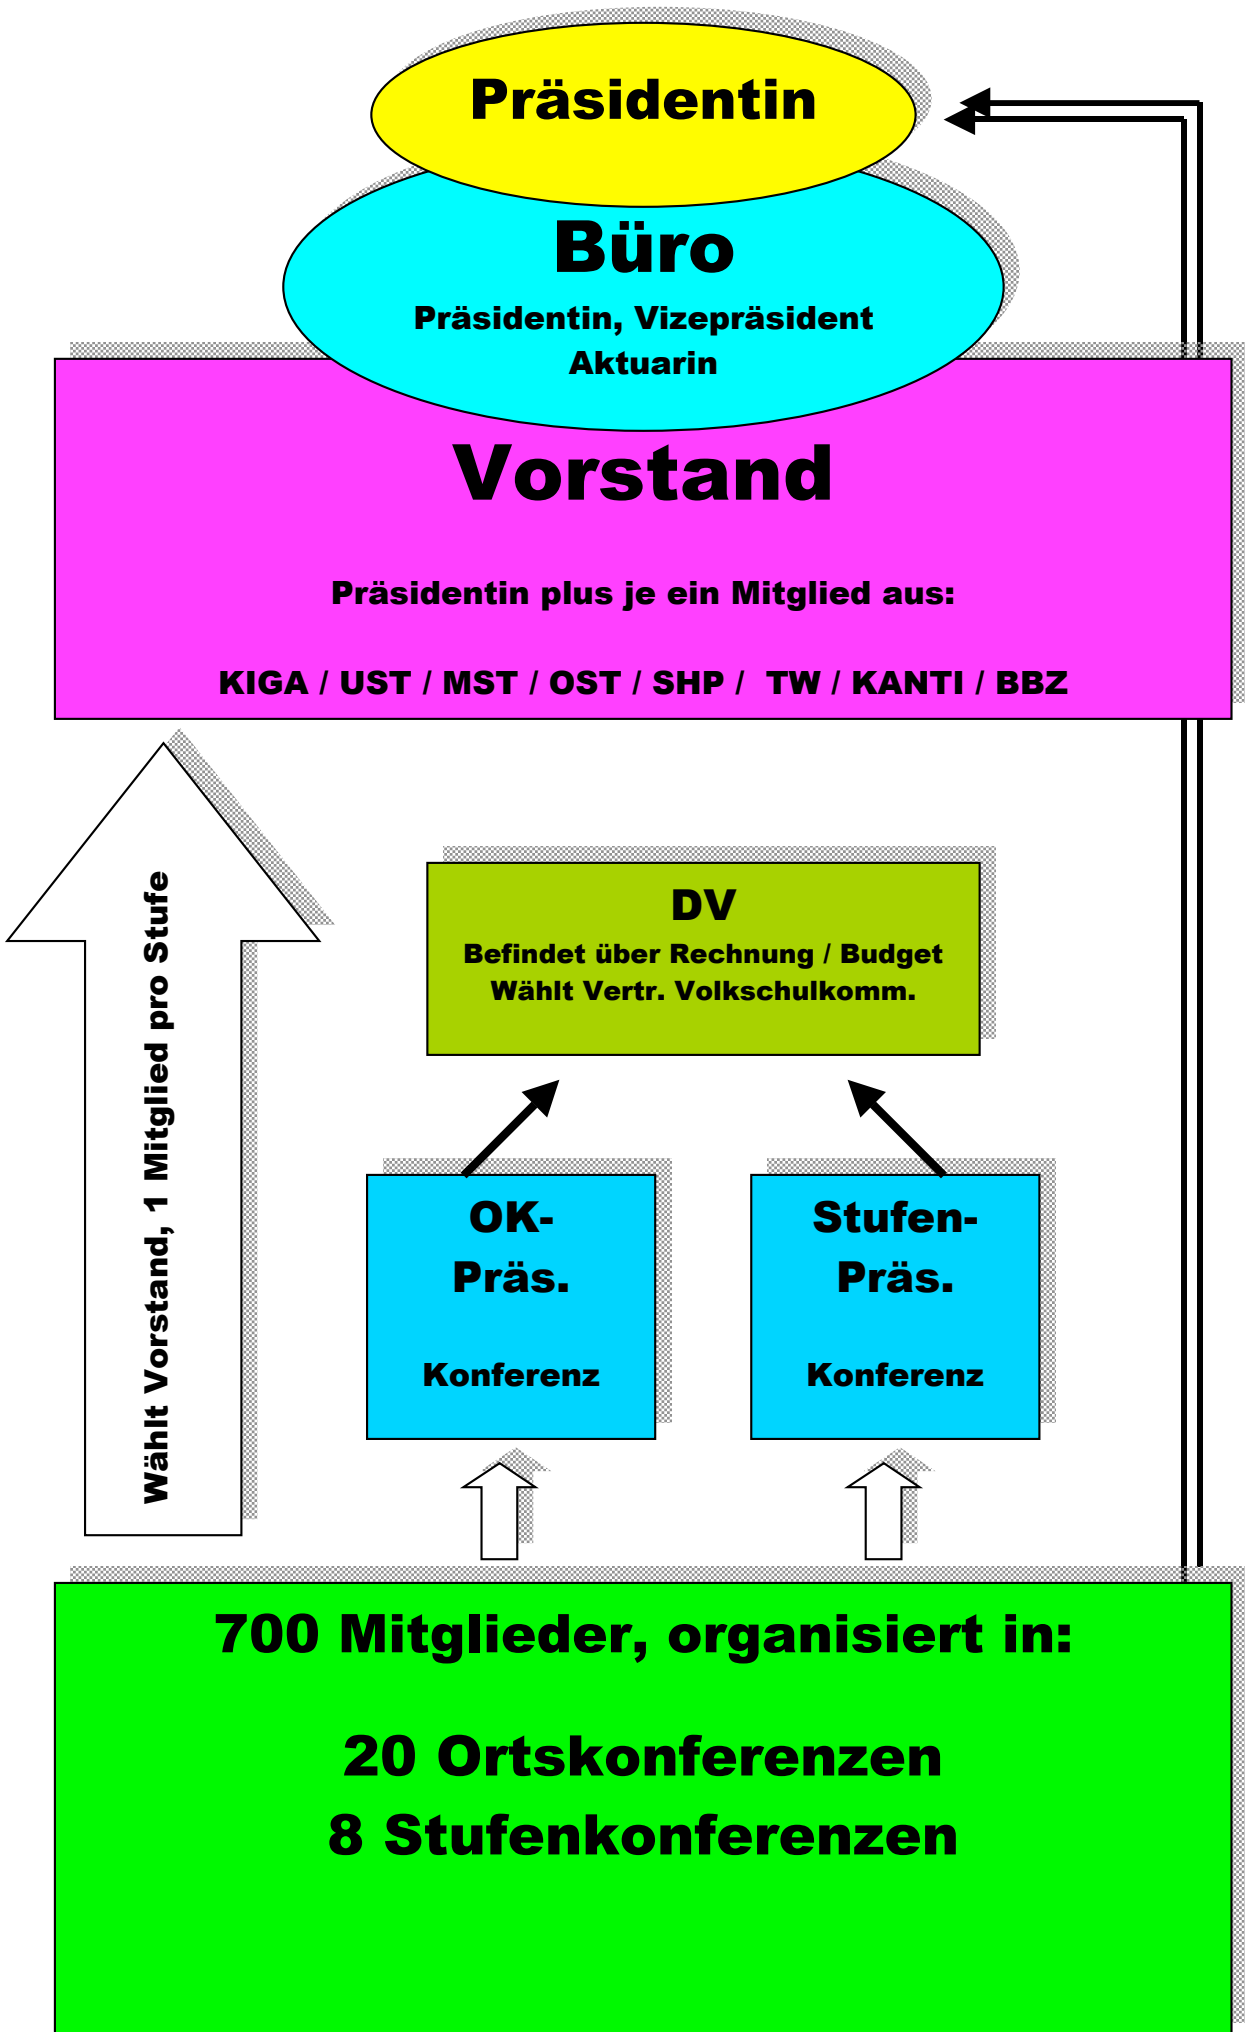 Präsidentin
Büro
Präsidentin, Vizepräsident
Aktuarin
Vorstand
Präsidentin plus je ein Mitglied aus:
KIGA / UST / MST / OST / SHP /  TW / KANTI / BBZ
Wählt Vorstand, 1 Mitglied pro Stufe
DV
Befindet über Rechnung / Budget
Wählt Vertr. Volkschulkomm.
OK-
Präs.
Konferenz
Stufen-
Präs.
Konferenz
700 Mitglieder, organisiert in:
20 Ortskonferenzen
8 Stufenkonferenzen